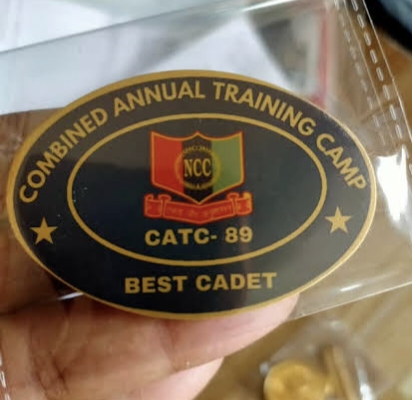 COMBINED ANNUAL TRAINING CAMP
NCC
CATC- 89
BEST CADET